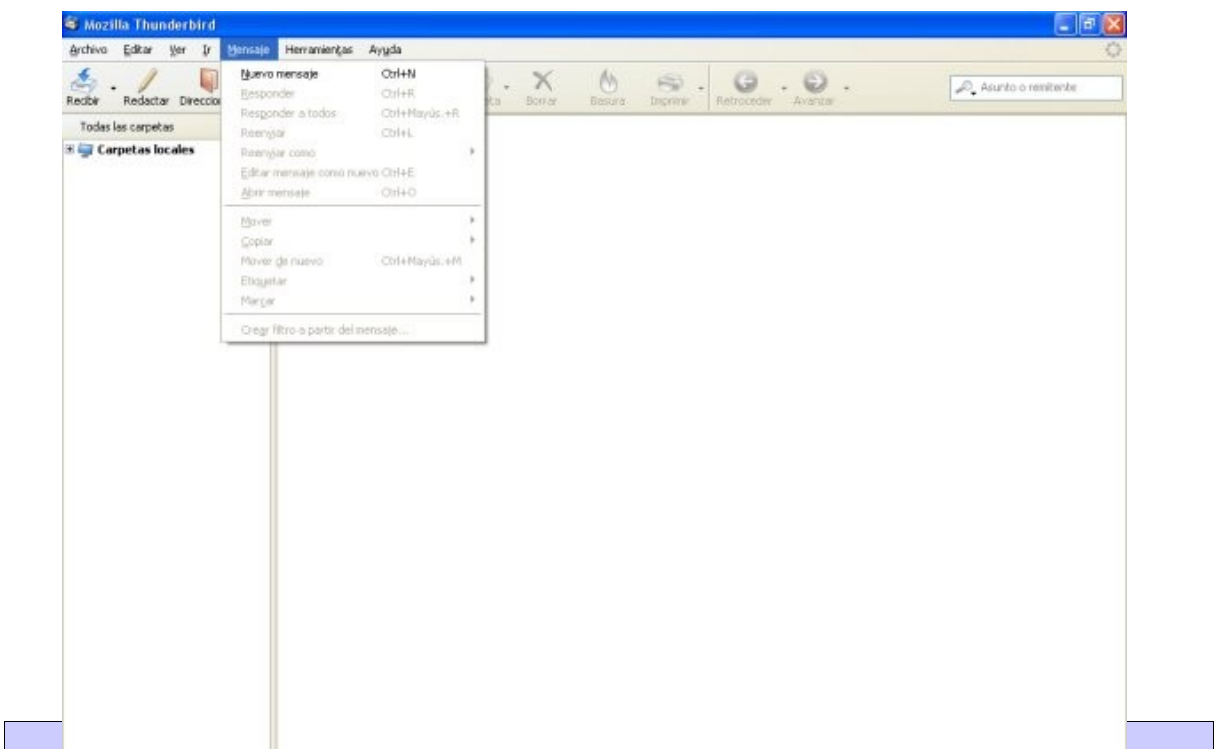 Mozilla Thunderbird
Archivo Editar Ver Ir Mensaje Herramientas Ayuda
Recibir Redactar Direccio Borrar Basura Imprimir Retroceder Avanzar Asunto o remitente
Todas las carpetas
Carpetas locales
Nuevo mensaje Ctrl+N
Responder Ctrl+R
Responder a todos Ctrl+Mayús.+R
Reenviar Ctrl+L
Reenviar como
Editar mensaje como nuevo Ctrl+E
Abrir mensaje Ctrl+O
Mover
Copiar
Mover de nuevo Ctrl+Mayús.+M
Etiquetar
Marcar
Crear filtro a partir del mensaje...